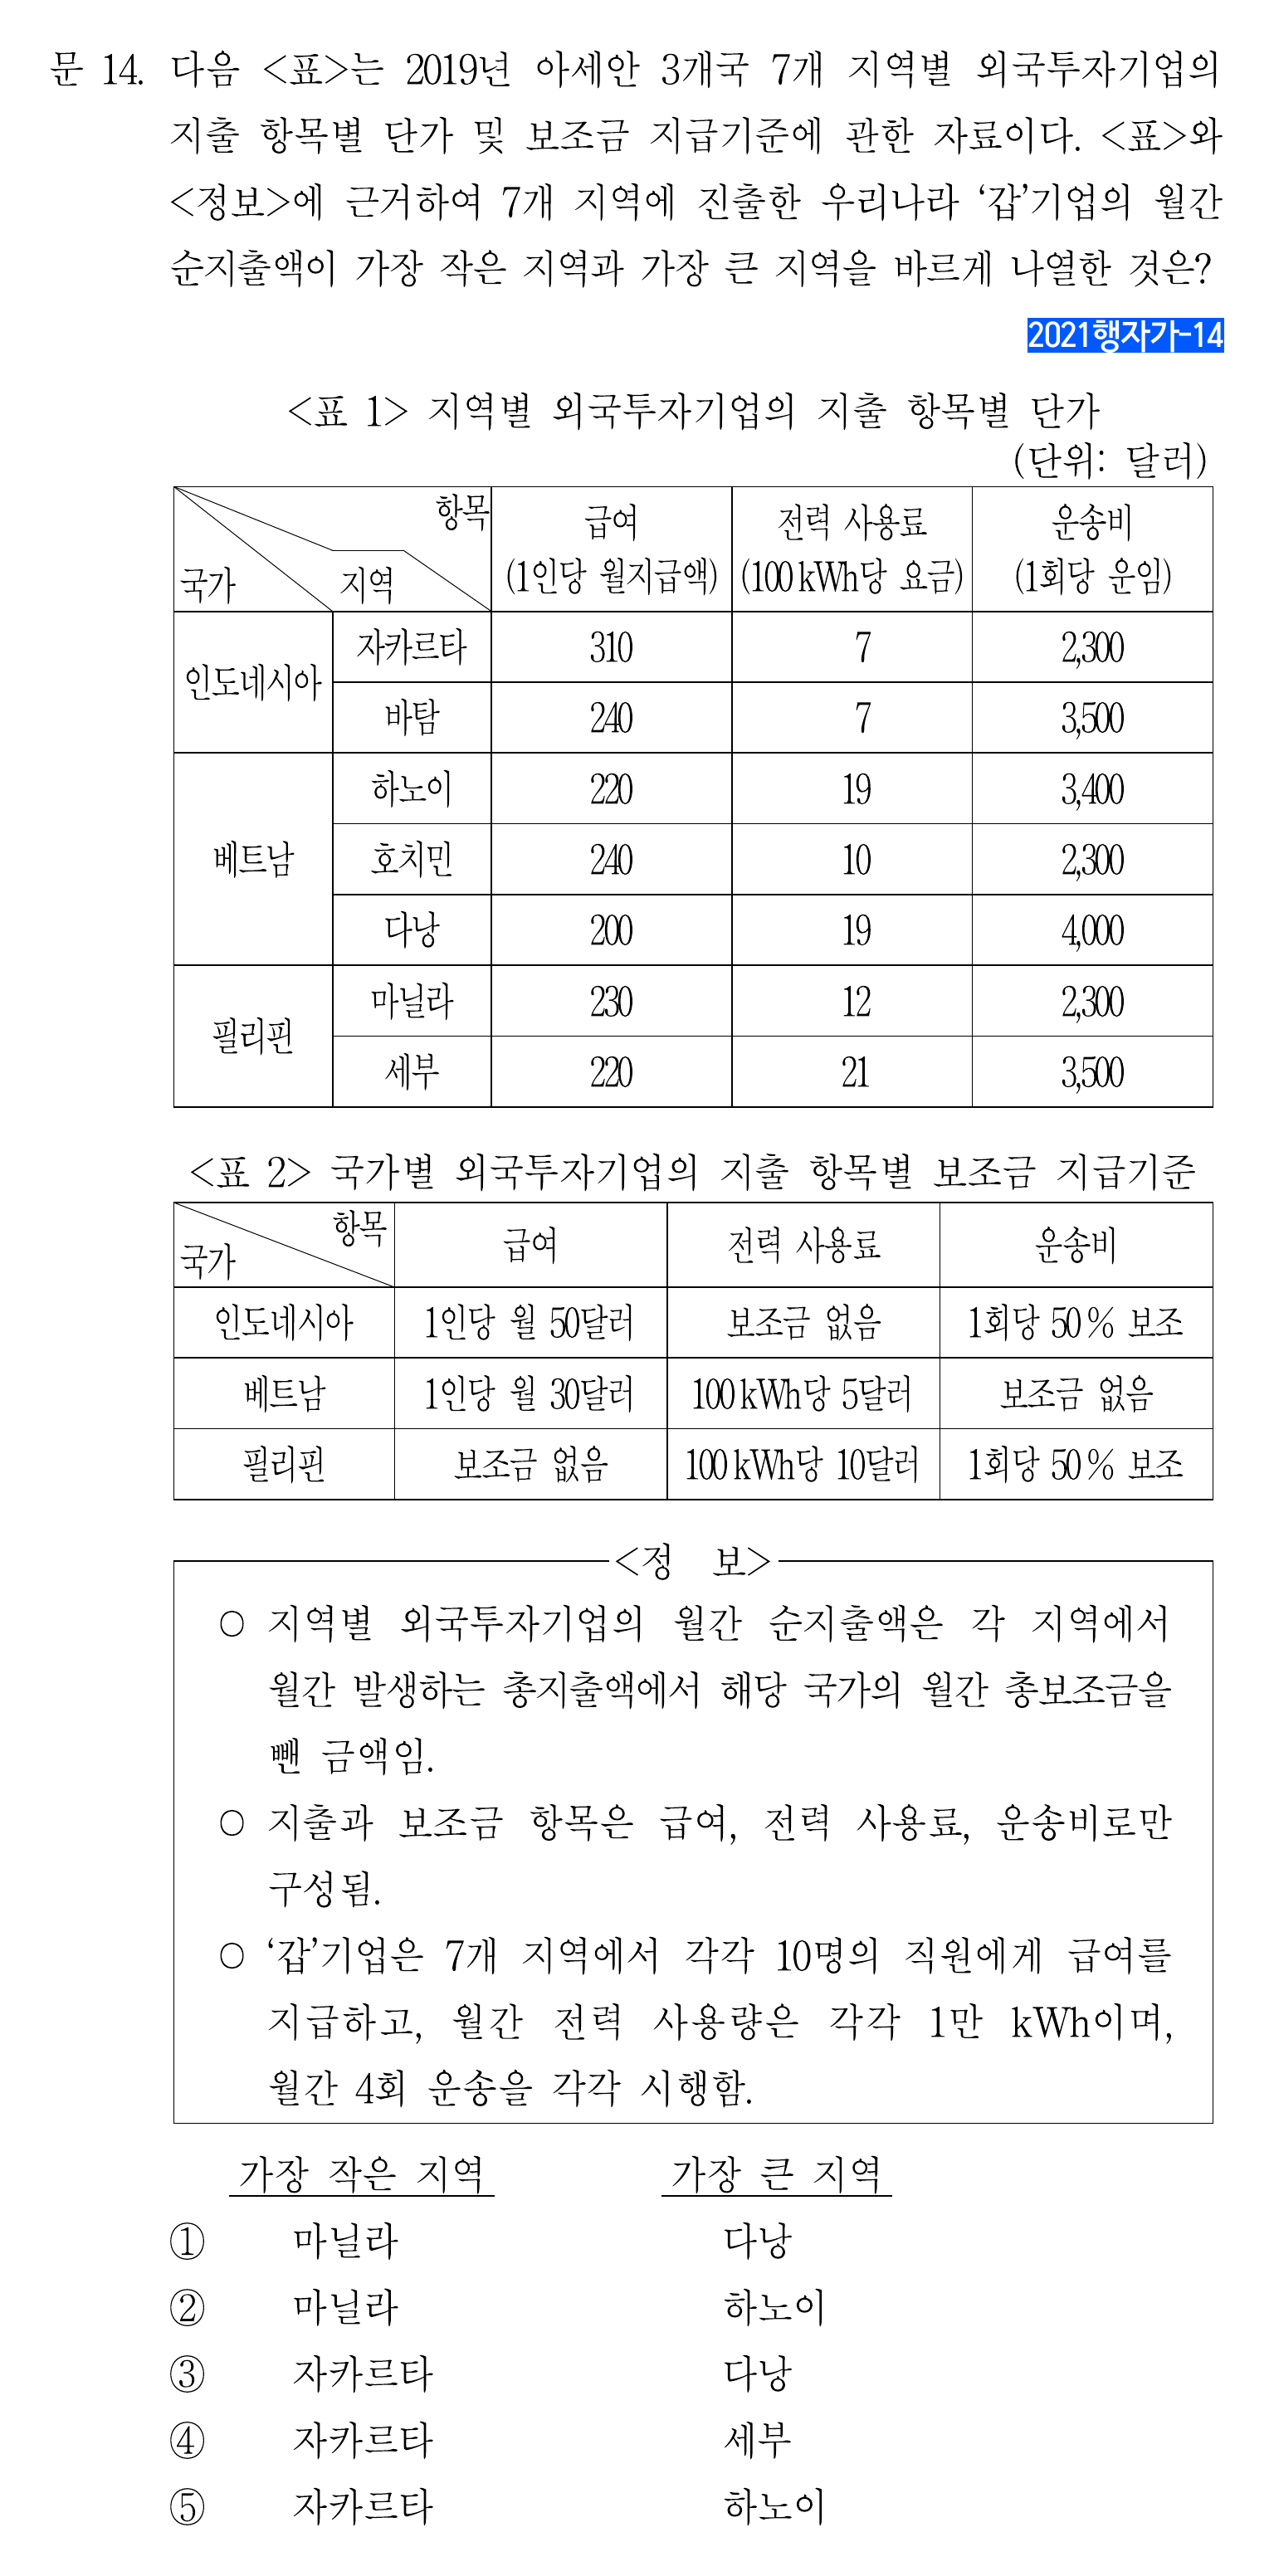 문 14. 다음 <표>는 2019년 아세안 3개국 7개 지역별 외국투자기업의
지출 항목별 단가 및 보조금 지급기준에 관한 자료이다. <표>와
<정보>에 근거하여 7개 지역에 진출한 우리나라 ‘갑’기업의 월간
순지출액이 가장 작은 지역과 가장 큰 지역을 바르게 나열한 것은?
2021행자가-14
<표 1> 지역별 외국투자기업의 지출 항목별 단가
(단위: 달러)
국가 지역 항목 급여 (1인당 월지급액) 전력 사용료 (100 kWh당 요금) 운송비 (1회당 운임)
인도네시아 자카르타 310 7 2,300
바탐 240 7 3,500
베트남 하노이 220 19 3,400
호치민 240 10 2,300
다낭 200 19 4,000
필리핀 마닐라 230 12 2,300
세부 220 21 3,500
<표 2> 국가별 외국투자기업의 지출 항목별 보조금 지급기준
국가 항목 급여 전력 사용료 운송비
인도네시아 1인당 월 50달러 보조금 없음 1회당 50% 보조
베트남 1인당 월 30달러 100 kWh당 5달러 보조금 없음
필리핀 보조금 없음 100 kWh당 10달러 1회당 50% 보조
<정 보>
○ 지역별 외국투자기업의 월간 순지출액은 각 지역에서
월간 발생하는 총지출액에서 해당 국가의 월간 총보조금을
뺀 금액임.
○ 지출과 보조금 항목은 급여, 전력 사용료, 운송비로만
구성됨.
○ ‘갑’기업은 7개 지역에서 각각 10명의 직원에게 급여를
지급하고, 월간 전력 사용량은 각각 1만 kWh이며,
월간 4회 운송을 각각 시행함.
가장 작은 지역 가장 큰 지역
① 마닐라 다낭
② 마닐라 하노이
③ 자카르타 다낭
④ 자카르타 세부
⑤ 자카르타 하노이